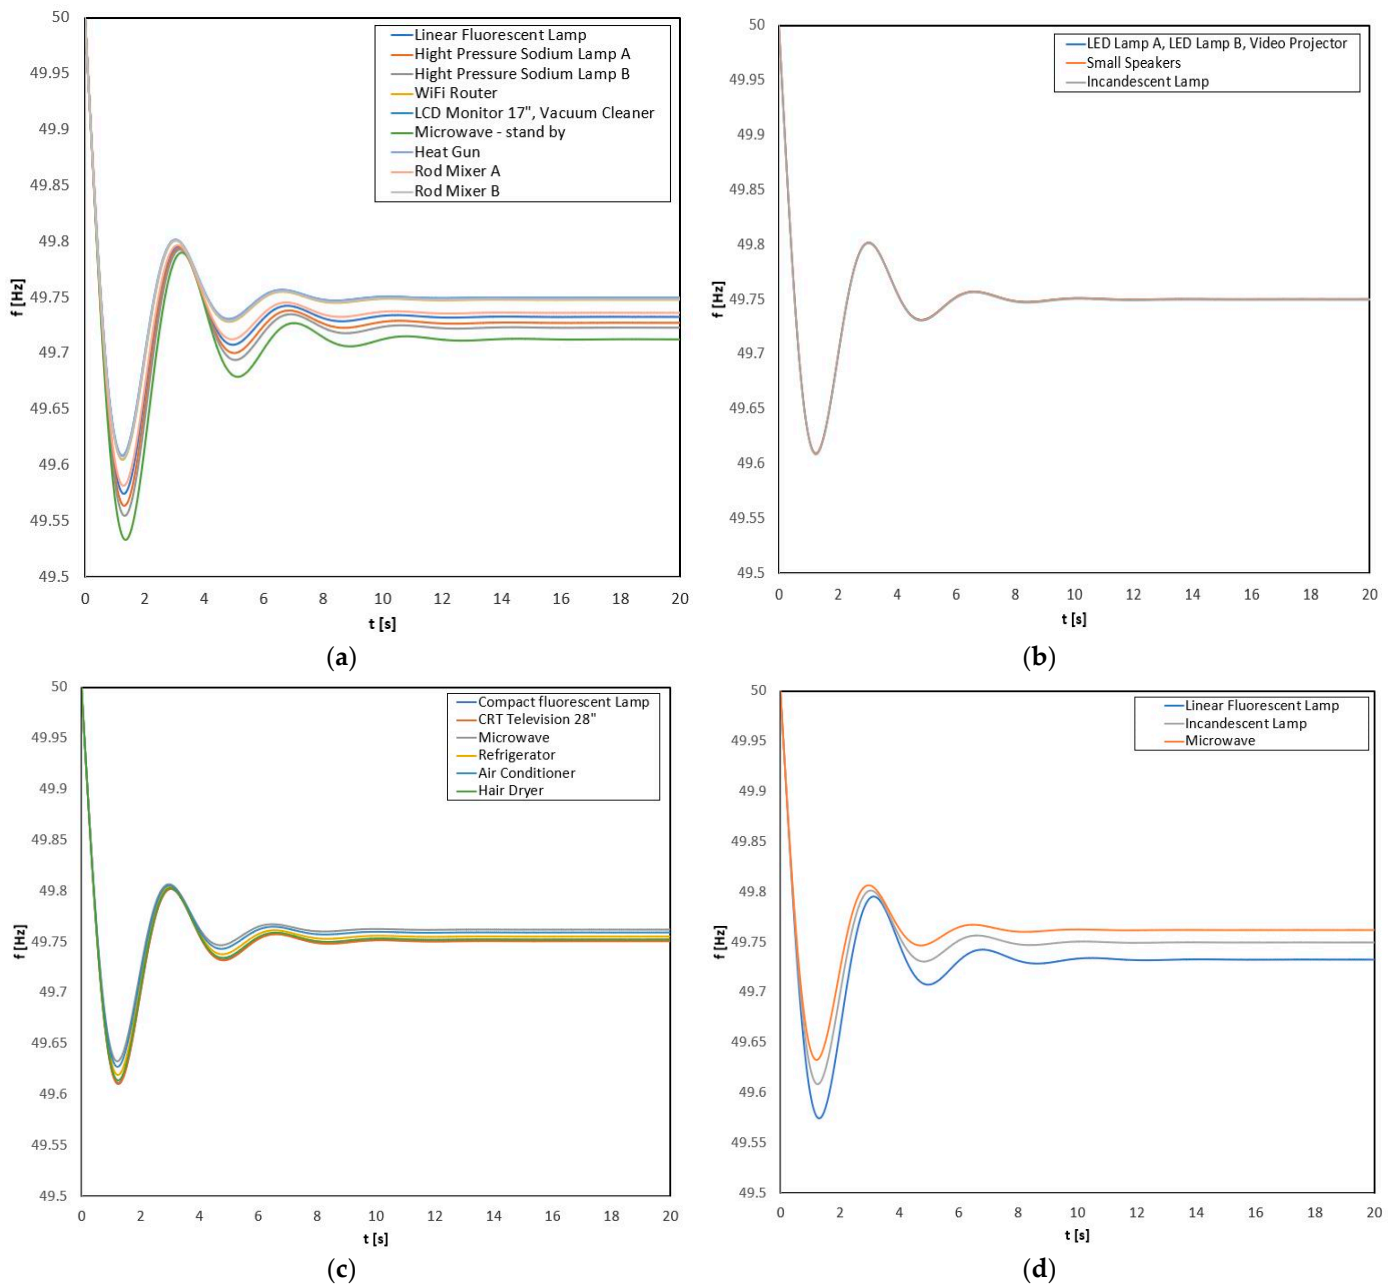 50
49.95
49.9
49.85
49.8
49.75
49.7
49.65
49.6
49.55
49.5
f [Hz]
Linear Fluorescent Lamp
Hight Pressure Sodium Lamp A
Hight Pressure Sodium Lamp B
WiFi Router
LCD Monitor 17", Vacuum Cleaner
Microwave - stand by
Heat Gun
Rod Mixer A
Rod Mixer B
0 2 4 6 8 10 12 14 16 18 20
t [s]
(a)
50
49.95
49.9
49.85
49.8
49.75
49.7
49.65
49.6
49.55
49.5
f [Hz]
LED Lamp A, LED Lamp B, Video Projector
Small Speakers
Incandescent Lamp
0 2 4 6 8 10 12 14 16 18 20
t [s]
(b)
50
49.95
49.9
49.85
49.8
49.75
49.7
49.65
49.6
49.55
49.5
f [Hz]
Compact fluorescent Lamp
CRT Television 28"
Microwave
Refrigerator
Air Conditioner
Hair Dryer
0 2 4 6 8 10 12 14 16 18 20
t [s]
(c)
50
49.95
49.9
49.85
49.8
49.75
49.7
49.65
49.6
49.55
49.5
f [Hz]
Linear Fluorescent Lamp
Incandescent Lamp
Microwave
0 2 4 6 8 10 12 14 16 18 20
t [s]
(d)